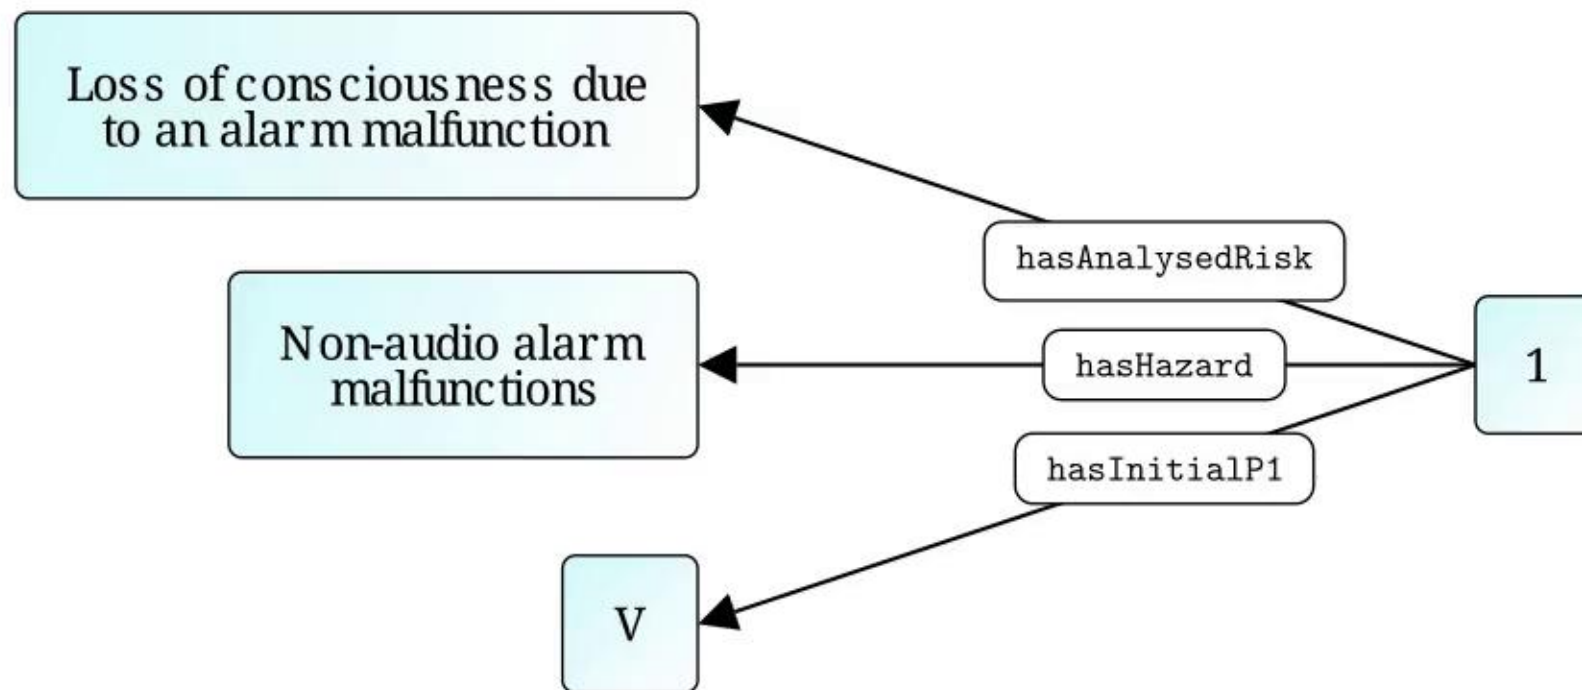 Loss of consciousness due
to an alarm malfunction
hasAnalysedRisk
Non-audio alarm
malfunctions
hasHazard
1
hasInitialP1
V